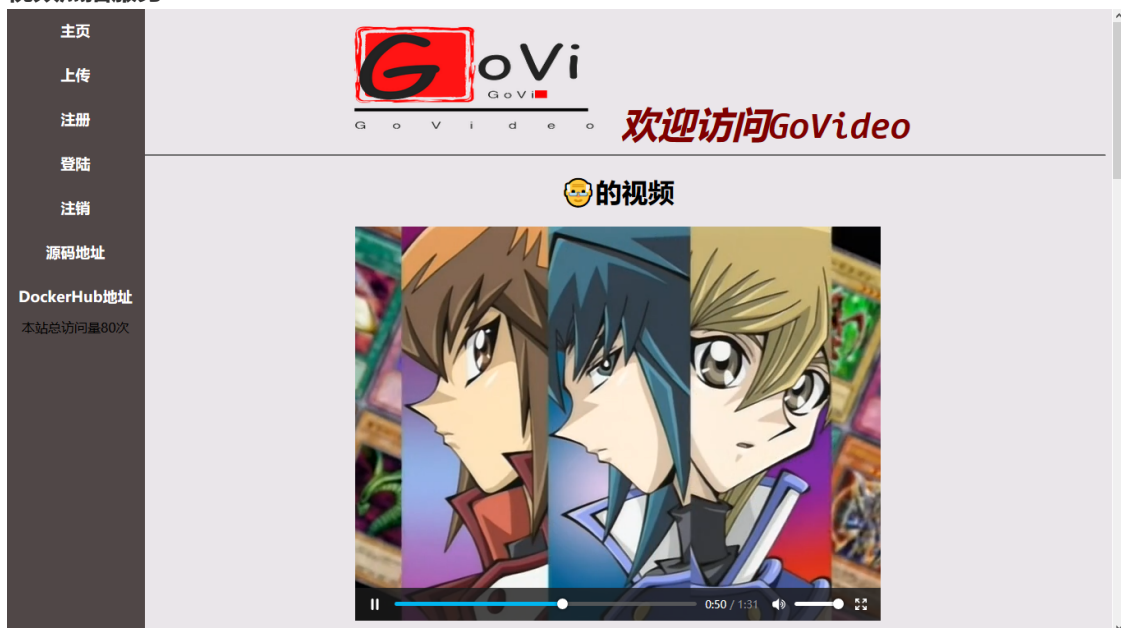 主页
上传
注册
登陆
注销
源码地址
DockerHub地址
本站总访问量80次
GoVi
GoVi
GoVideo
欢迎访问GoVideo
👴的视频
0:50 / 1:31